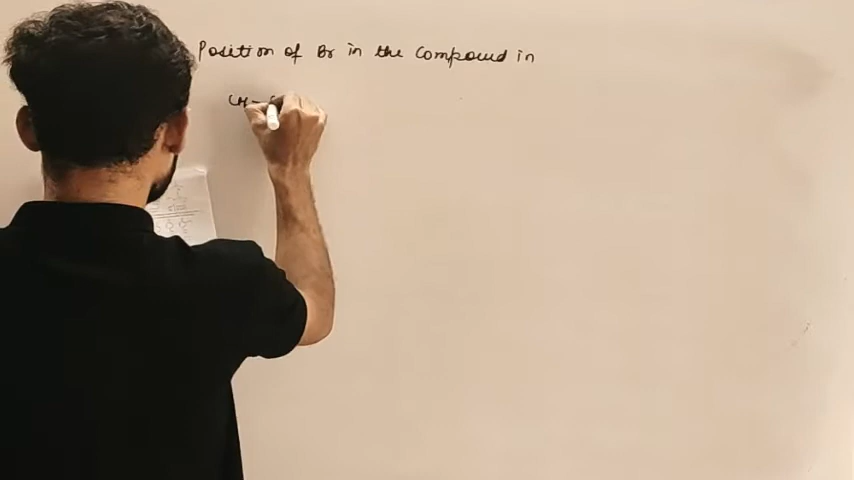 Position of Br in the Compound in
CH -